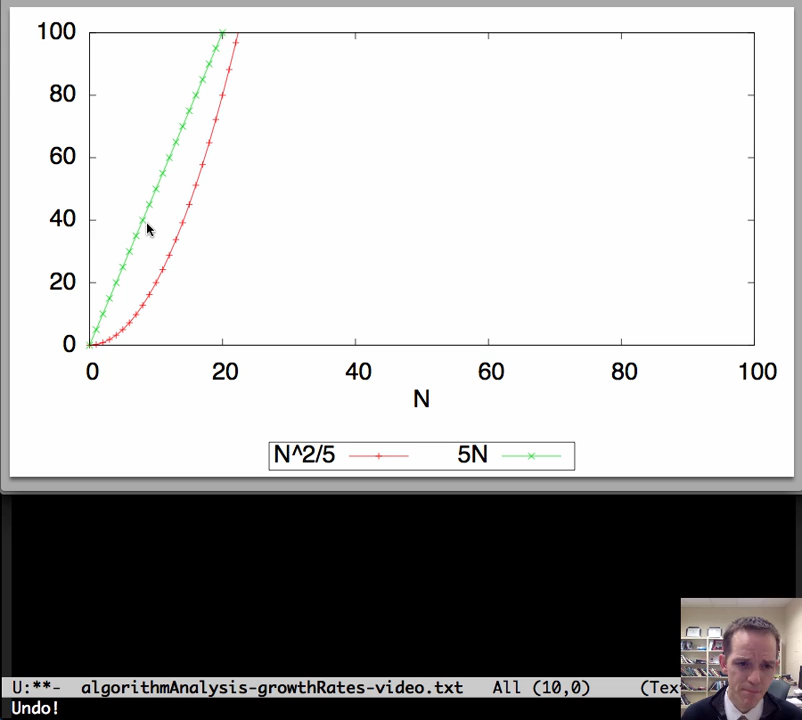 100
80
60
40
20
0
0 20 40 60 80 100
N
N^2/5 5N
U:**- algorithmAnalysis-growthRates-video.txt All (10,0) (Tex
Undo!